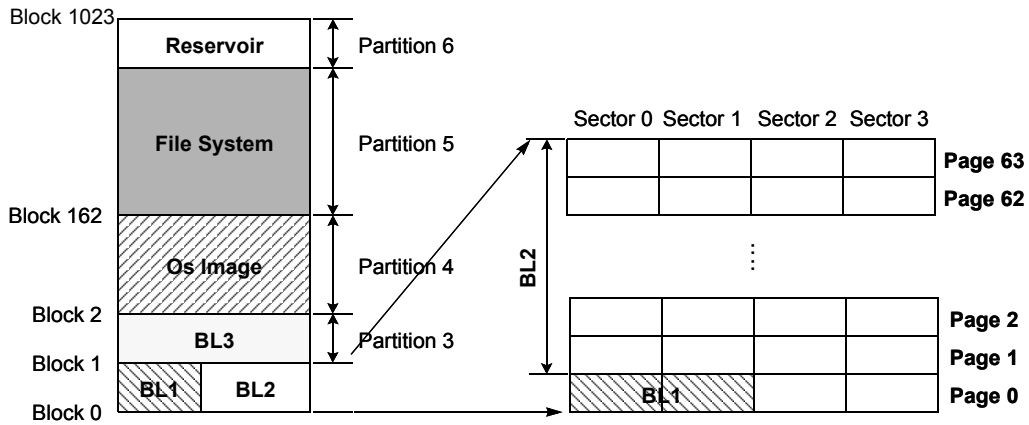 Block 1023
Reservoir
Partition 6
File System
Partition 5
Block 162
Os Image
Partition 4
Block 2
BL3
Partition 3
Block 1
BL1
BL2
Block 0
Sector 0 Sector 1 Sector 2 Sector 3
Page 63
Page 62
BL2
Page 2
Page 1
BL1
Page 0